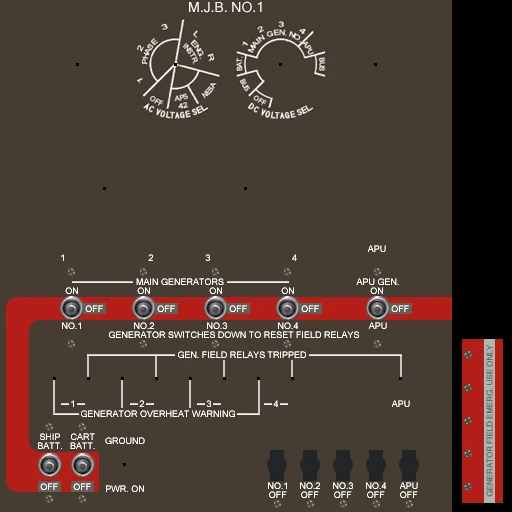 M.J.B. NO.1
1 2 3 PHASE
L ENG. INSTR. R
NESA
APS 42
OFF
AC VOLTAGE SEL
BUS BAT. 1 2 3 4 APU BUS
MAIN GEN. NO.
OFF
DC VOLTAGE SEL
APU
1 2 3 4
MAIN GENERATORS
APU GEN.
ON ON ON ON ON
OFF OFF OFF OFF OFF
NO.1 NO.2 NO.3 NO.4 APU
GENERATOR SWITCHES DOWN TO RESET FIELD RELAYS
GEN. FIELD RELAYS TRIPPED
1 2 3 4 APU
GENERATOR OVERHEAT WARNING
SHIP BATT.
CART BATT.
GROUND
OFF OFF
PWR. ON
NO.1 OFF
NO.2 OFF
NO.3 OFF
NO.4 OFF
APU OFF
GENERATOR FIELD EMERG. USE ONLY